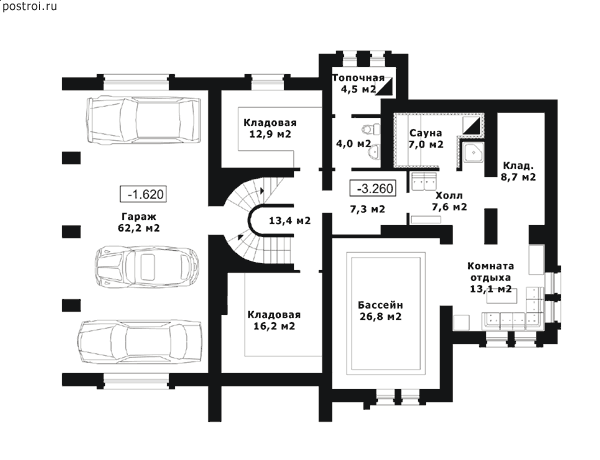 postroi.ru
Топочная
4,5 м2
Кладовая
12,9 м2
4,0 м2
Сауна
7,0 м2
Клад.
8,7 м2
-1.620
-3.260
Холл
7,6 м2
7,3 м2
Гараж
62,2 м2
13,4 м2
Комната
отдыха
13,1 м2
Бассейн
26,8 м2
Кладовая
16,2 м2